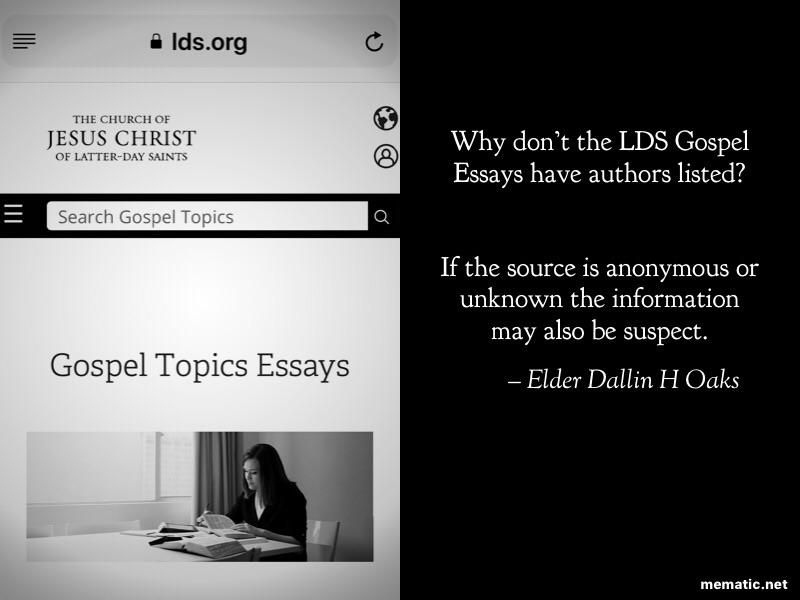 lds.org
THE CHURCH OF
JESUS CHRIST
OF LATTER-DAY SAINTS
Search Gospel Topics
Gospel Topics Essays
Why don't the LDS Gospel
Essays have authors listed?
If the source is anonymous or
unknown the information
may also be suspect.
– Elder Dallin H Oaks
mematic.net